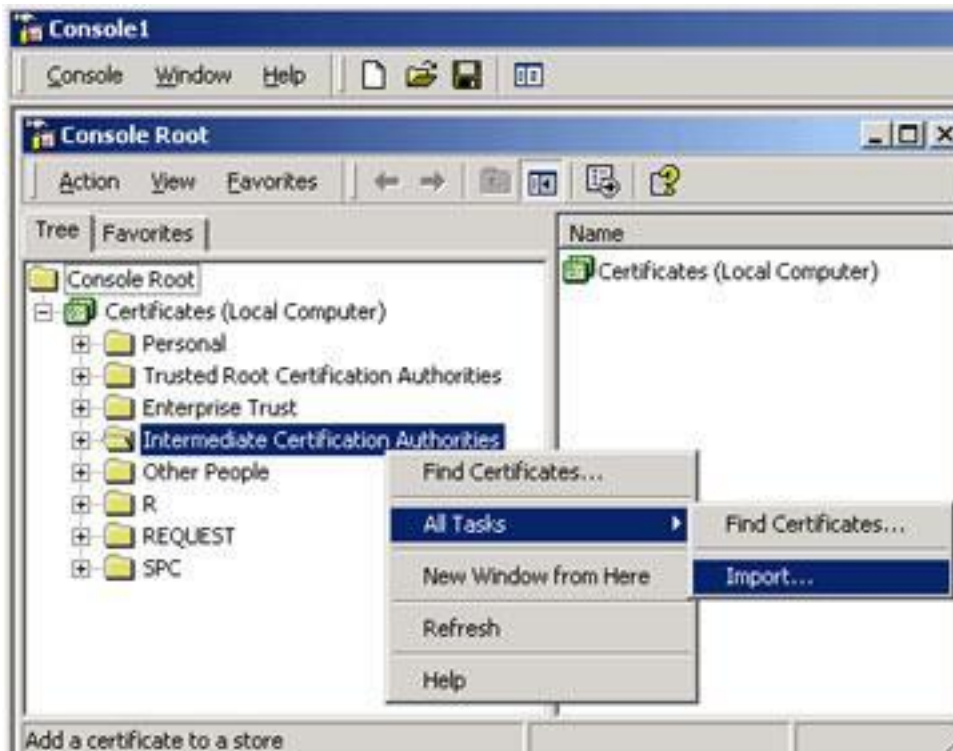 Console1
Console Window Help
Console Root
Action View Favorites
Tree Favorites
Name
Console Root
Certificates (Local Computer)
Certificates (Local Computer)
Personal
Trusted Root Certification Authorities
Enterprise Trust
Intermediate Certification Authorities
Other People
R
REQUEST
SPC
Find Certificates...
All Tasks
New Window from Here
Refresh
Help
Find Certificates...
Import...
Add a certificate to a store